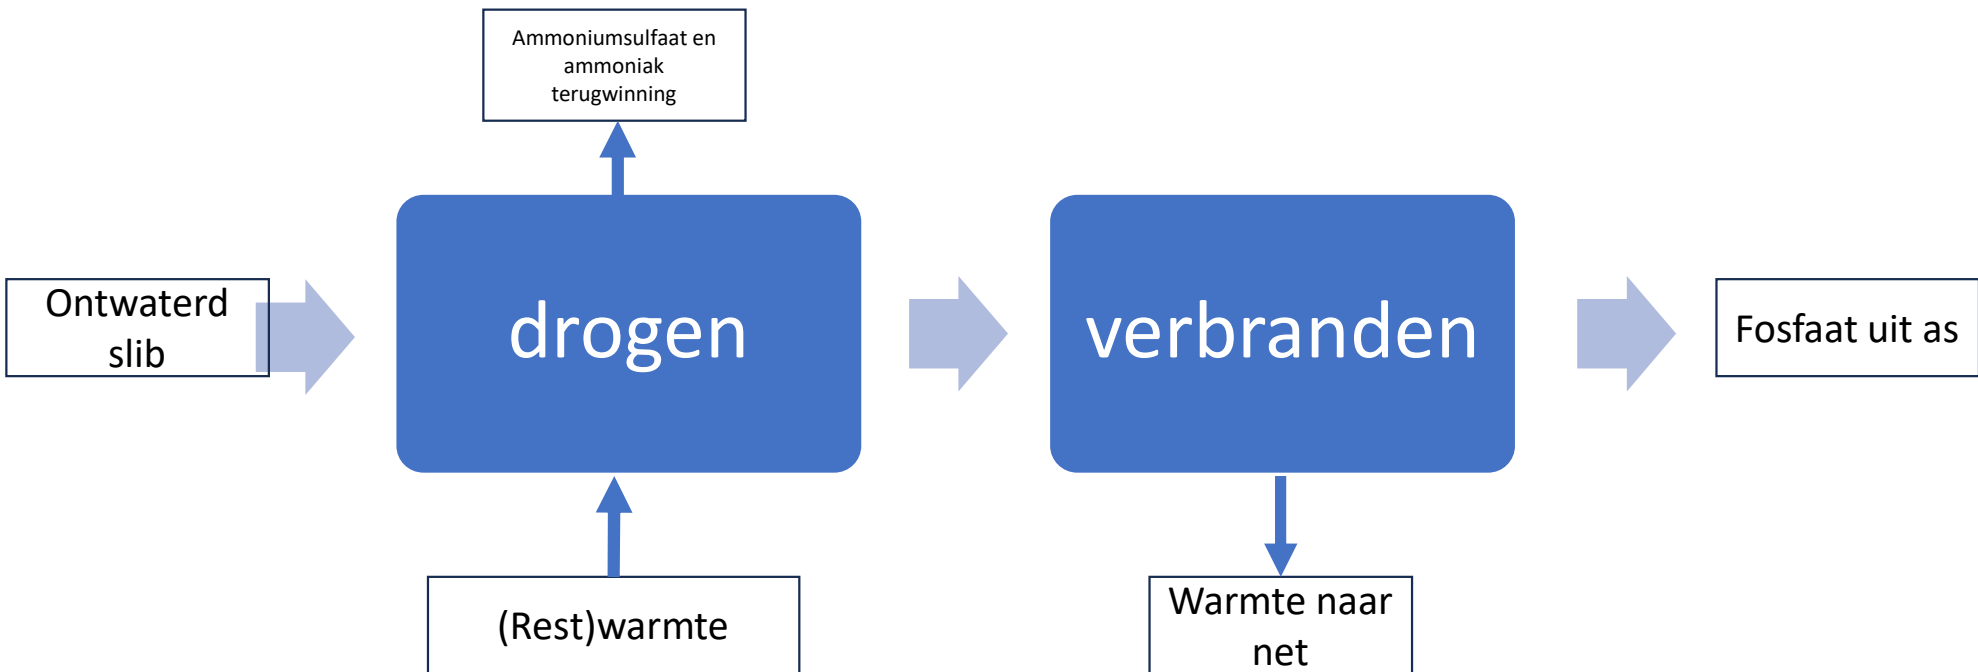 Ammoniumsulfaat en
ammoniak
terugwinning
Ontwaterd
slib
drogen
verbranden
Fosfaat uit as
(Rest)warmte
Warmte naar
net